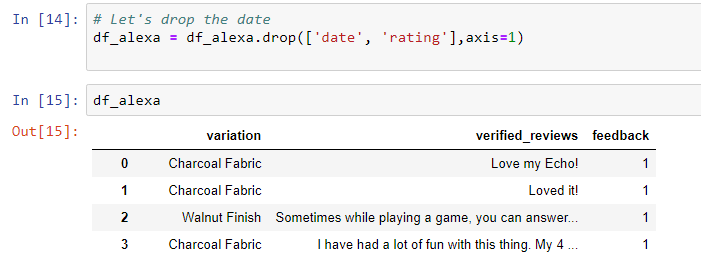 In [14]: # Let's drop the date
df_alexa = df_alexa.drop(['date', 'rating'],axis=1)
In [15]: df_alexa
Out[15]:
variation verified_reviews feedback
0 Charcoal Fabric Love my Echo! 1
1 Charcoal Fabric Loved it! 1
2 Walnut Finish Sometimes while playing a game, you can answer... 1
3 Charcoal Fabric I have had a lot of fun with this thing. My 4 ... 1